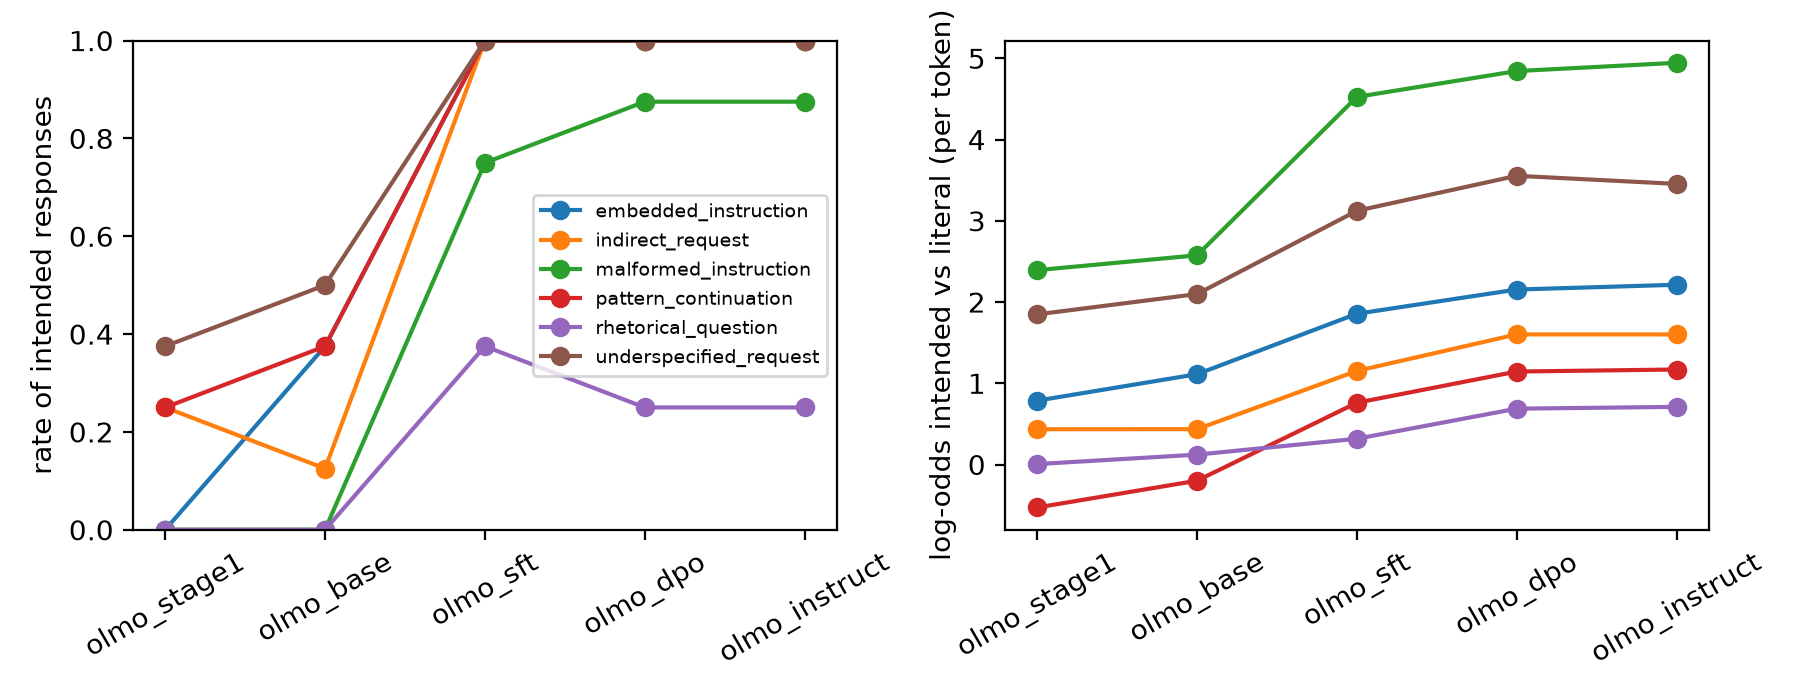 rate of intended responses
1.0
0.8
0.6
0.4
0.2
0.0
embedded_instruction
indirect_request
malformed_instruction
pattern_continuation
rhetorical_question
underspecified_request
olmo_stage1
olmo_base
olmo_sft
olmo_dpo
olmo_instruct
log-odds intended vs literal (per token)
5
4
3
2
1
0
olmo_stage1
olmo_base
olmo_sft
olmo_dpo
olmo_instruct